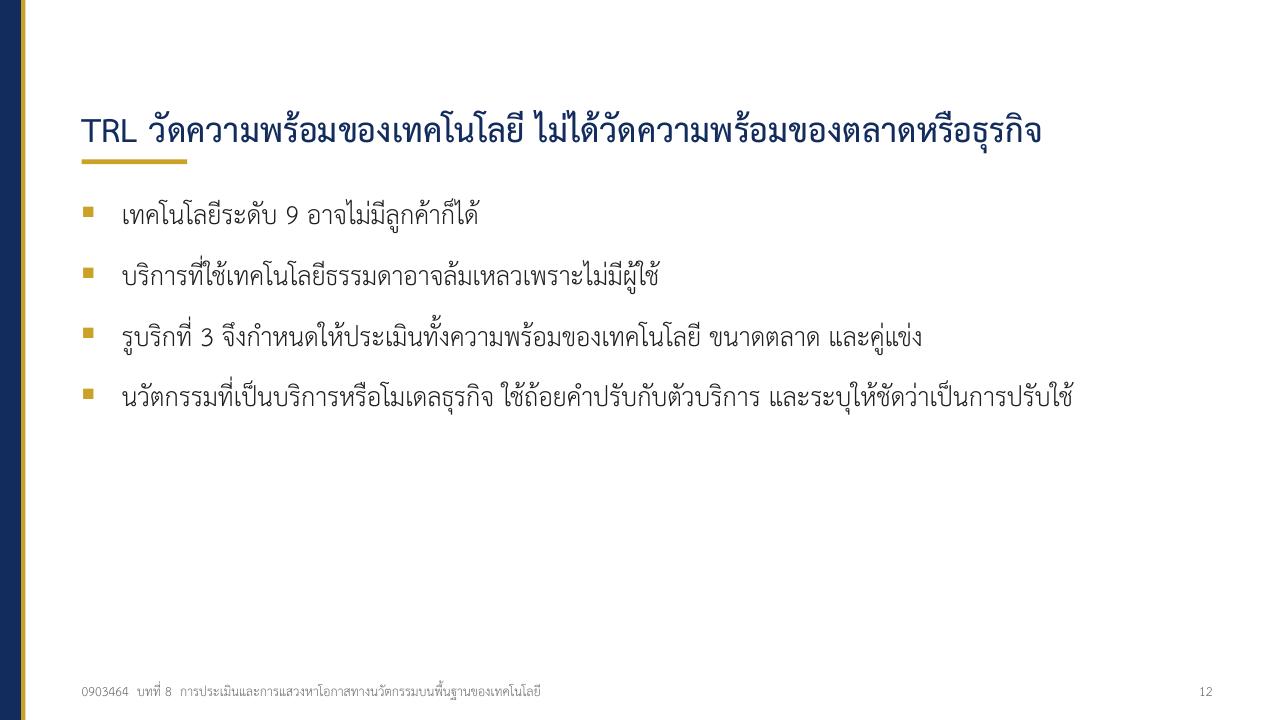 TRL วัดความพร้อมของเทคโนโลยี ไม่ได้วัดความพร้อมของตลาดหรือธุรกิจ
เทคโนโลยีระดับ 9 อาจไม่มีลูกค้าก็ได้
บริการที่ใช้เทคโนโลยีธรรมดาอาจล้มเหลวเพราะไม่มีผู้ใช้
รูบริกที่ 3 จึงกำหนดให้ประเมินทั้งความพร้อมของเทคโนโลยี ขนาดตลาด และคู่แข่ง
นวัตกรรมที่เป็นบริการหรือโมเดลธุรกิจ ใช้ถ้อยคำปรับกับตัวบริการ และระบุให้ชัดว่าเป็นการปรับใช้
0903464 บทที่ 8 การประเมินและการแสวงหาโอกาสทางนวัตกรรมบนพื้นฐานของเทคโนโลยี
12